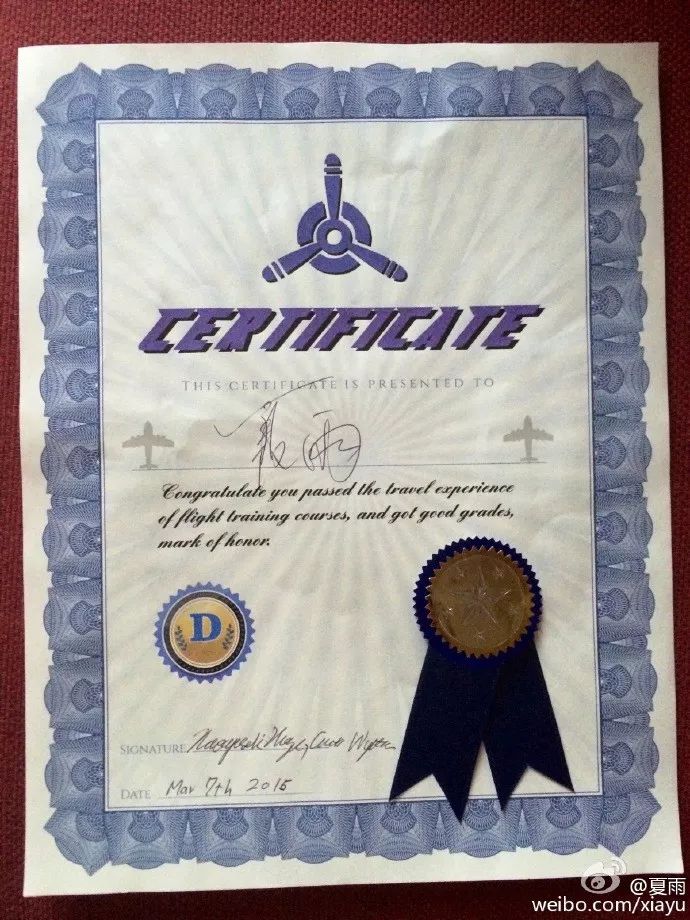 CERTIFICATE
THIS CERTIFICATE IS PRESENTED TO
夏雨
Congratulate you passed the travel experience
of flight training courses, and got good grades,
mark of honor.
D
SIGNATURE
DATE Mar 7th 2015
@夏雨
weibo.com/xiayu